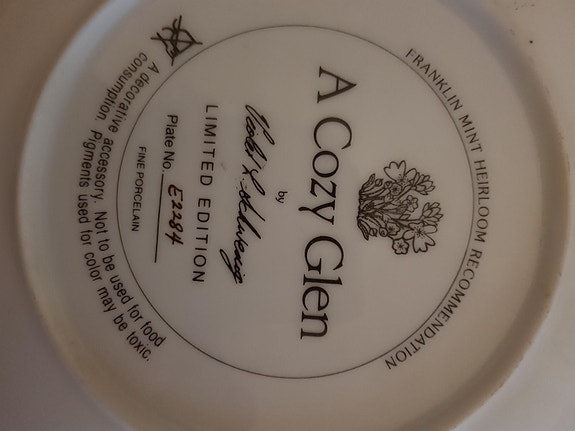 FRANKLIN MINT HEIRLOOM RECOMMENDATION
A Cozy Glen
by
LIMITED EDITION
Plate No. E2284
FINE PORCELAIN
A decorative accessory. Not to be used for food
consumption. Pigments used for color may be toxic.